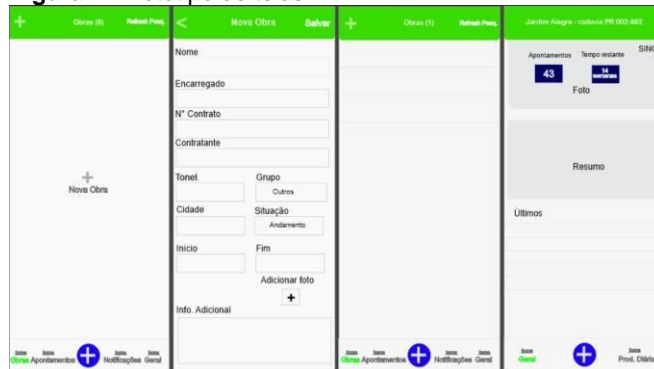 Obras (0)
Refresh Pesq.
Nova Obra
Obras Apontamentos
Notificações Geral
<
Nova Obra
Salvar
Nome
Encarregado
N° Contrato
Contratante
Tonel.
Grupo
Outros
Cidade
Situação
Andamento
Inicio
Fim
Adicionar foto
+
Info. Adicional
+
Obras (1)
Refresh Pesq.
Obras Apontamentos
Notificações Geral
Jardim Alegre - rodovia PR 002-882
Apontamentos
Tempo restante
SINC
43
14
Foto
Resumo
Últimos
Geral
Prod. Diária